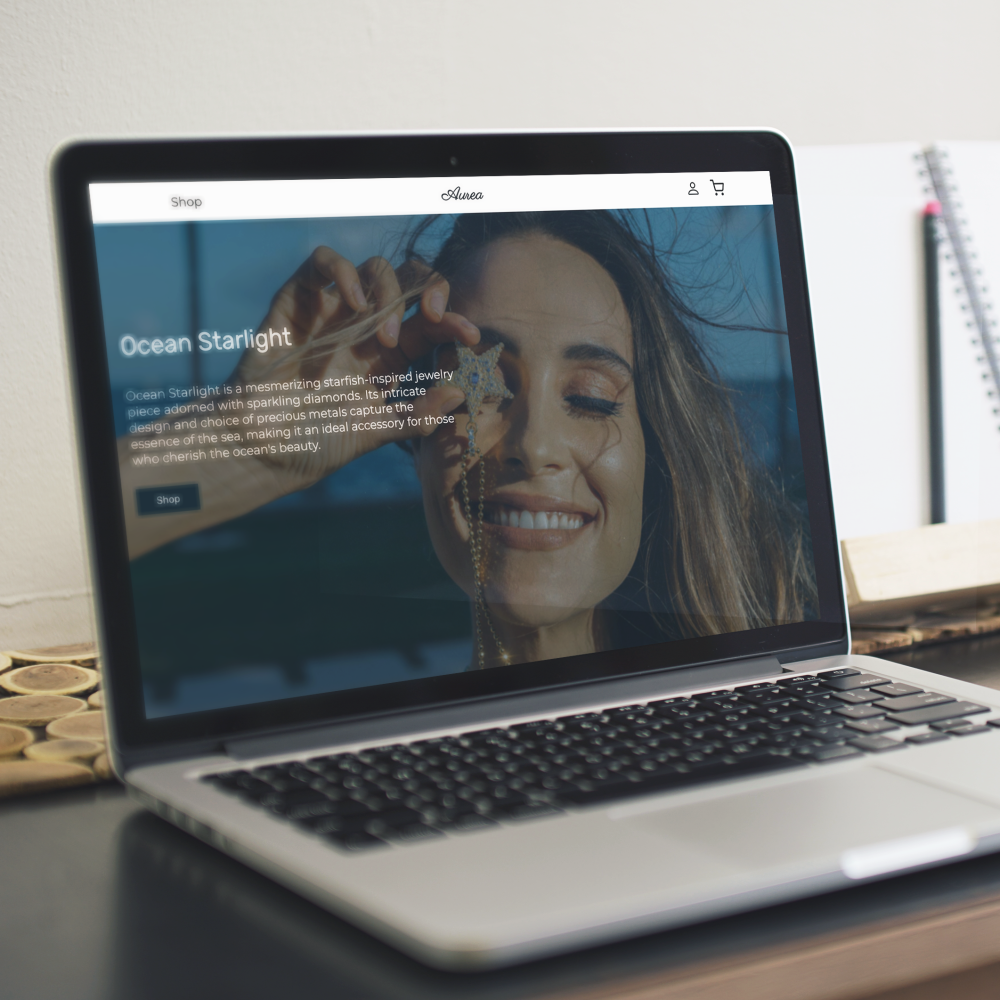 Shop
Aurea
Ocean Starlight
Ocean Starlight is a mesmerizing starfish-inspired jewelry
piece adorned with sparkling diamonds. Its intricate
design and choice of precious metals capture the
essence of the sea, making it an ideal accessory for those
who cherish the ocean's beauty.
Shop